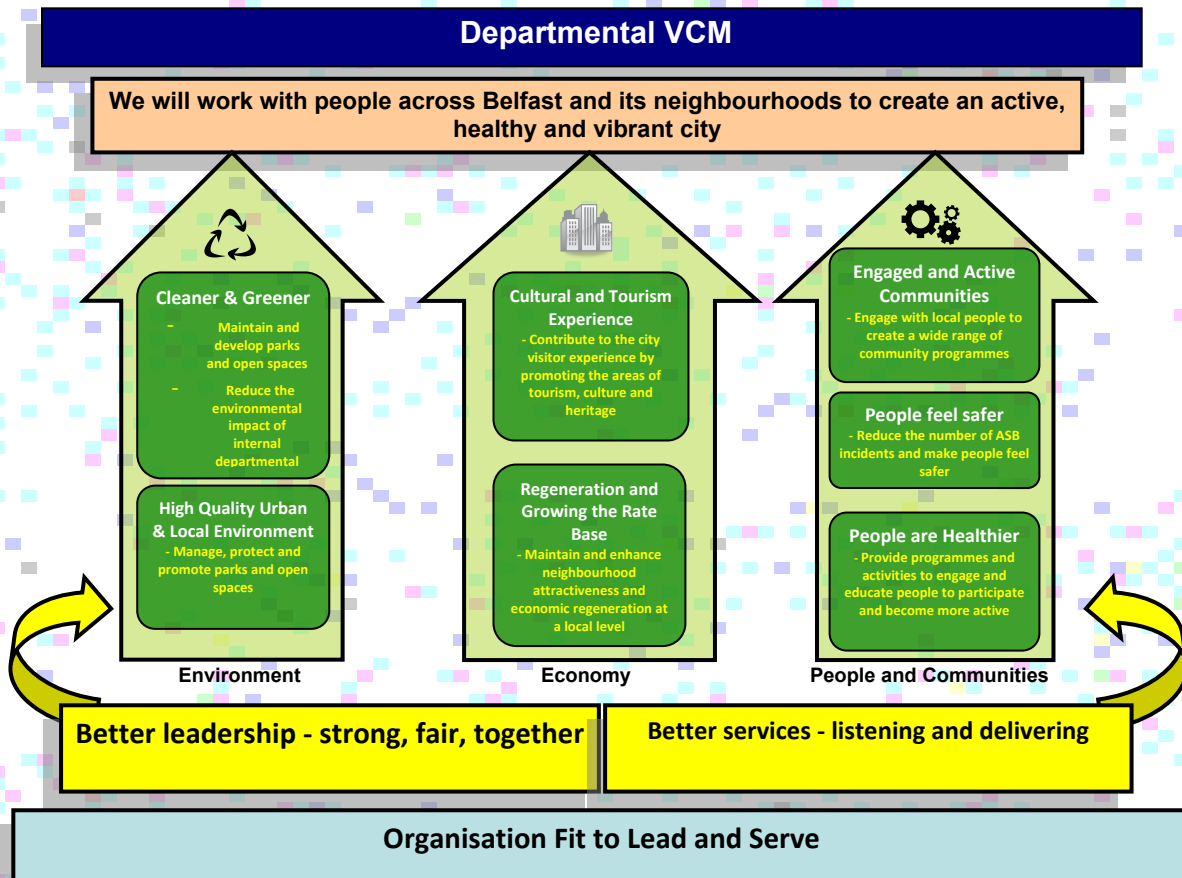 Departmental VCM
We will work with people across Belfast and its neighbourhoods to create an active,
healthy and vibrant city
Cleaner & Greener
- Maintain and
develop parks
and open spaces
- Reduce the
environmental
impact of
internal
departmental
High Quality Urban
& Local Environment
- Manage, protect and
promote parks and open
spaces
Environment
Cultural and Tourism
Experience
- Contribute to the city
visitor experience by
promoting the areas of
tourism, culture and
heritage
Regeneration and
Growing the Rate
Base
- Maintain and enhance
neighbourhood
attractiveness and
economic regeneration at
a local level
Economy
Engaged and Active
Communities
- Engage with local people to
create a wide range of
community programmes
People feel safer
- Reduce the number of ASB
incidents and make people feel
safer
People are Healthier
- Provide programmes and
activities to engage and
educate people to participate
and become more active
People and Communities
Better leadership - strong, fair, together
Better services - listening and delivering
Organisation Fit to Lead and Serve